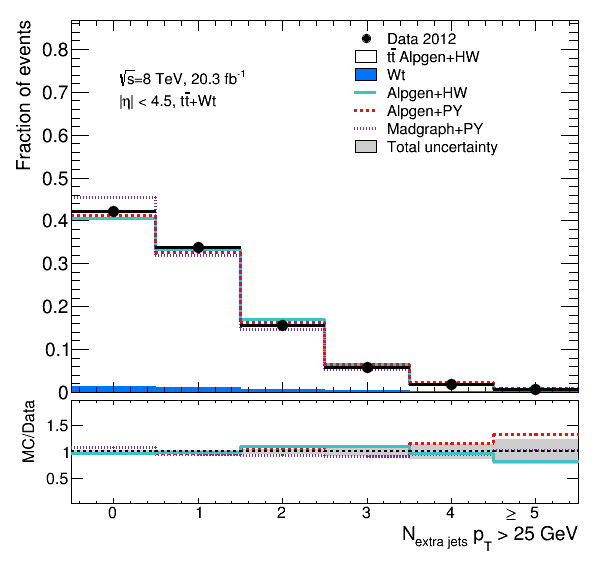 Fraction of events
0.8
0.7
0.6
0.5
0.4
0.3
0.2
0.1
0
√s=8 TeV, 20.3 fb⁻¹
|η| < 4.5, tt̄+Wt
Data 2012
tt̄ Alpgen+HW
Wt
Alpgen+HW
Alpgen+PY
Madgraph+PY
Total uncertainty
MC/Data
1.5
1
0.5
0 1 2 3 4 ≥ 5
N_extra jets p_T > 25 GeV